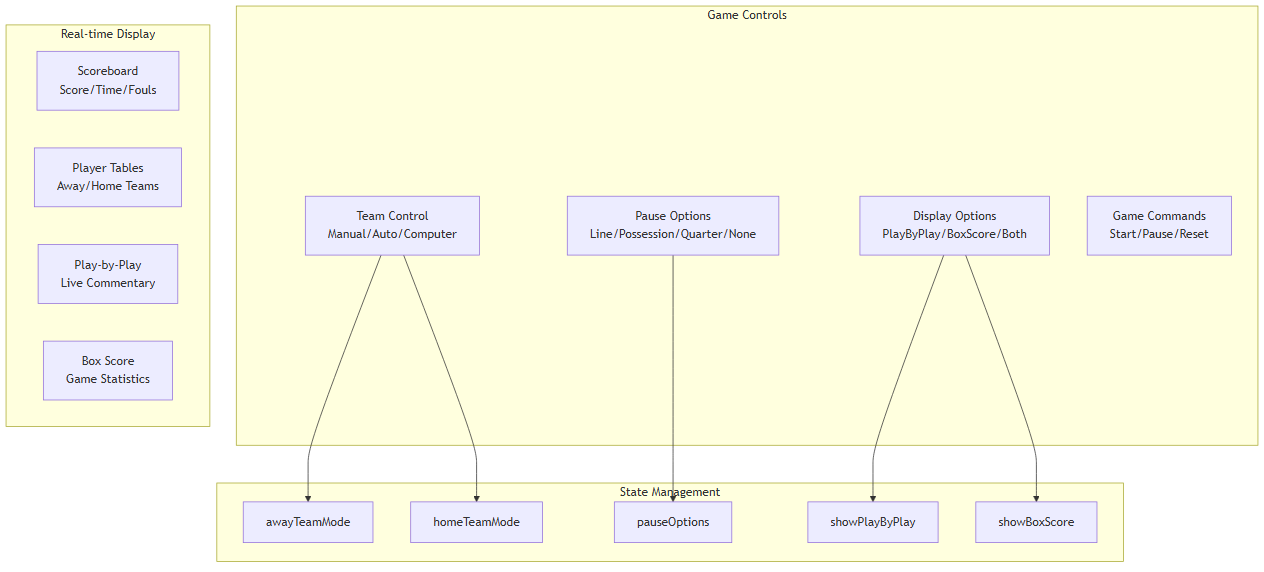 Real-time Display
Scoreboard
Score/Time/Fouls
Player Tables
Away/Home Teams
Play-by-Play
Live Commentary
Box Score
Game Statistics
Game Controls
Team Control
Manual/Auto/Computer
Pause Options
Line/Possession/Quarter/None
Display Options
PlayByPlay/BoxScore/Both
Game Commands
Start/Pause/Reset
State Management
awayTeamMode
homeTeamMode
pauseOptions
showPlayByPlay
showBoxScore